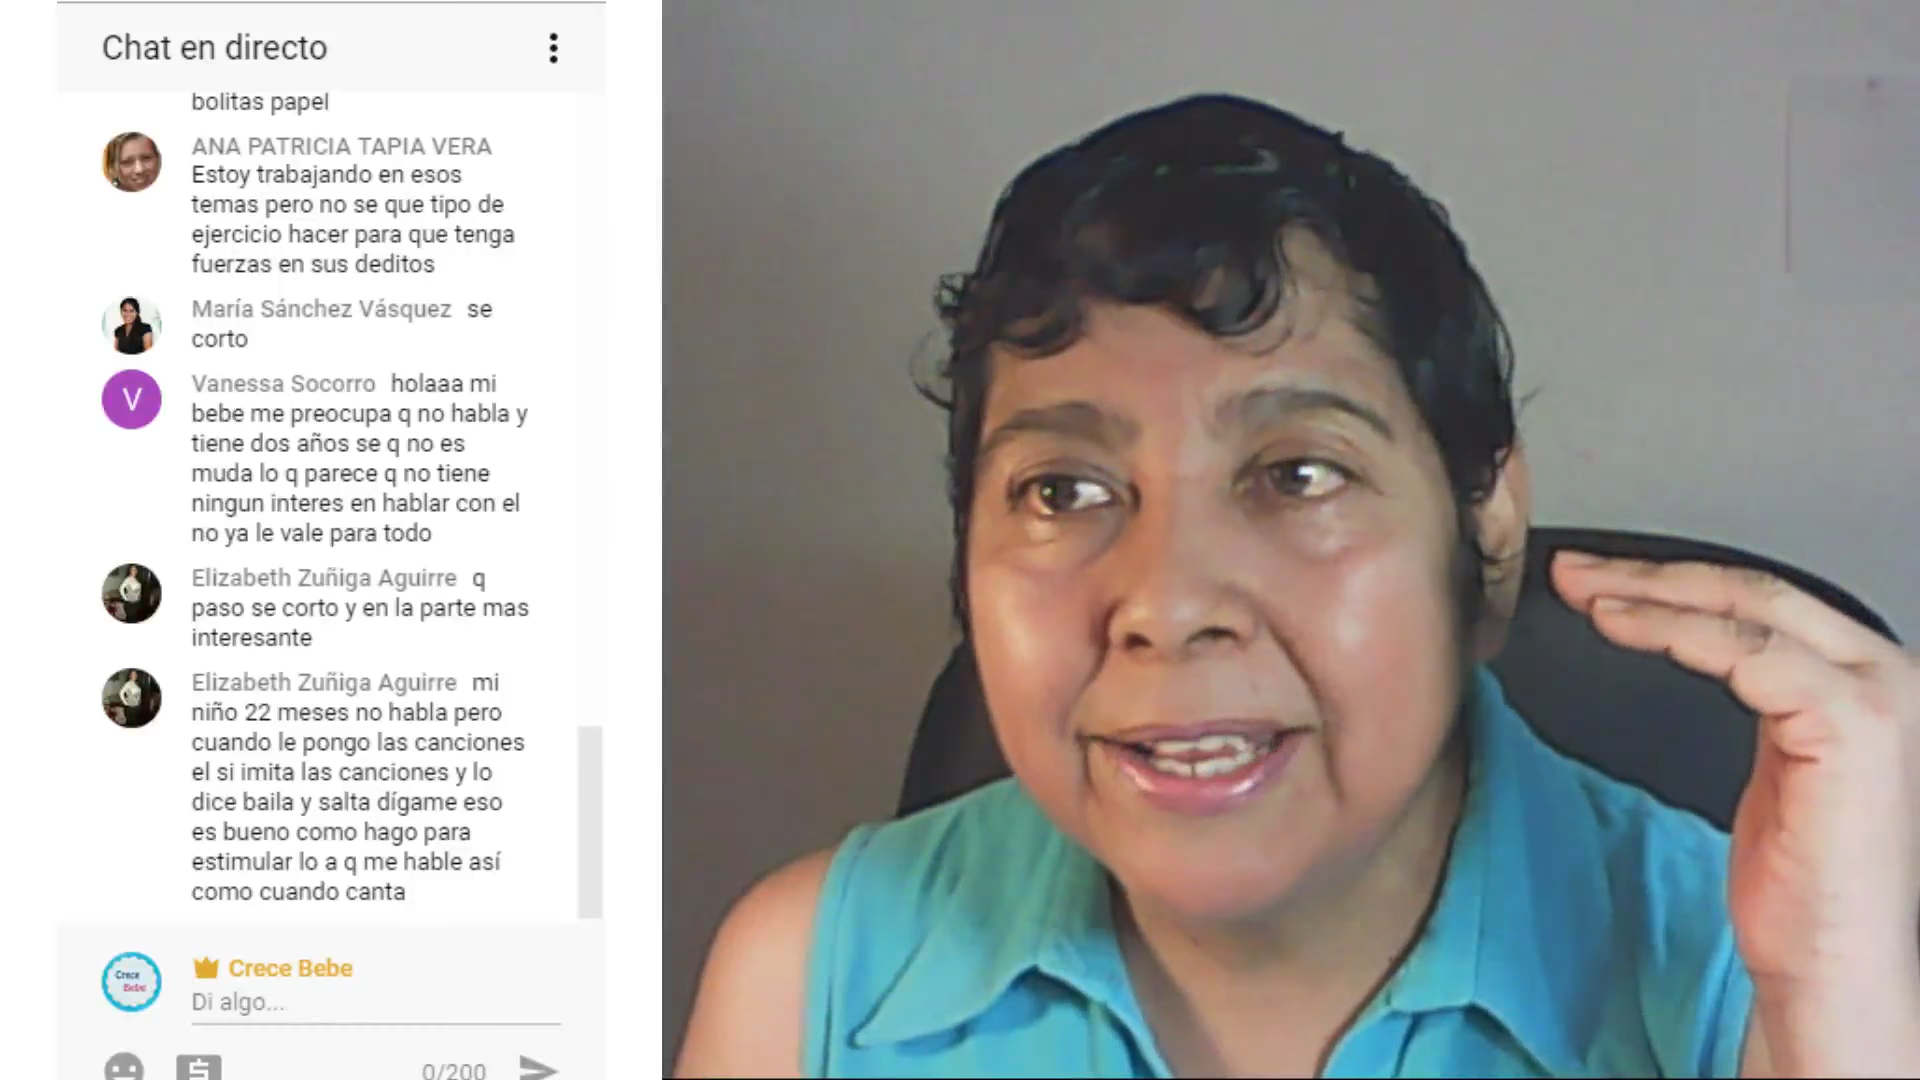 Chat en directo
bolitas papel
ANA PATRICIA TAPIA VERA
Estoy trabajando en esos
temas pero no se que tipo de
ejercicio hacer para que tenga
fuerzas en sus deditos
María Sánchez Vásquez se
corto
V
Vanessa Socorro holaaa mi
bebe me preocupa q no habla y
tiene dos años se q no es
muda lo q parece q no tiene
ningun interes en hablar con el
no ya le vale para todo
Elizabeth Zuñiga Aguirre q
paso se corto y en la parte mas
interesante
Elizabeth Zuñiga Aguirre mi
niño 22 meses no habla pero
cuando le pongo las canciones
el si imita las canciones y lo
dice baila y salta dígame eso
es bueno como hago para
estimular lo a q me hable así
como cuando canta
Crece
Bebe
Crece Bebe
Di algo...
$
0/200